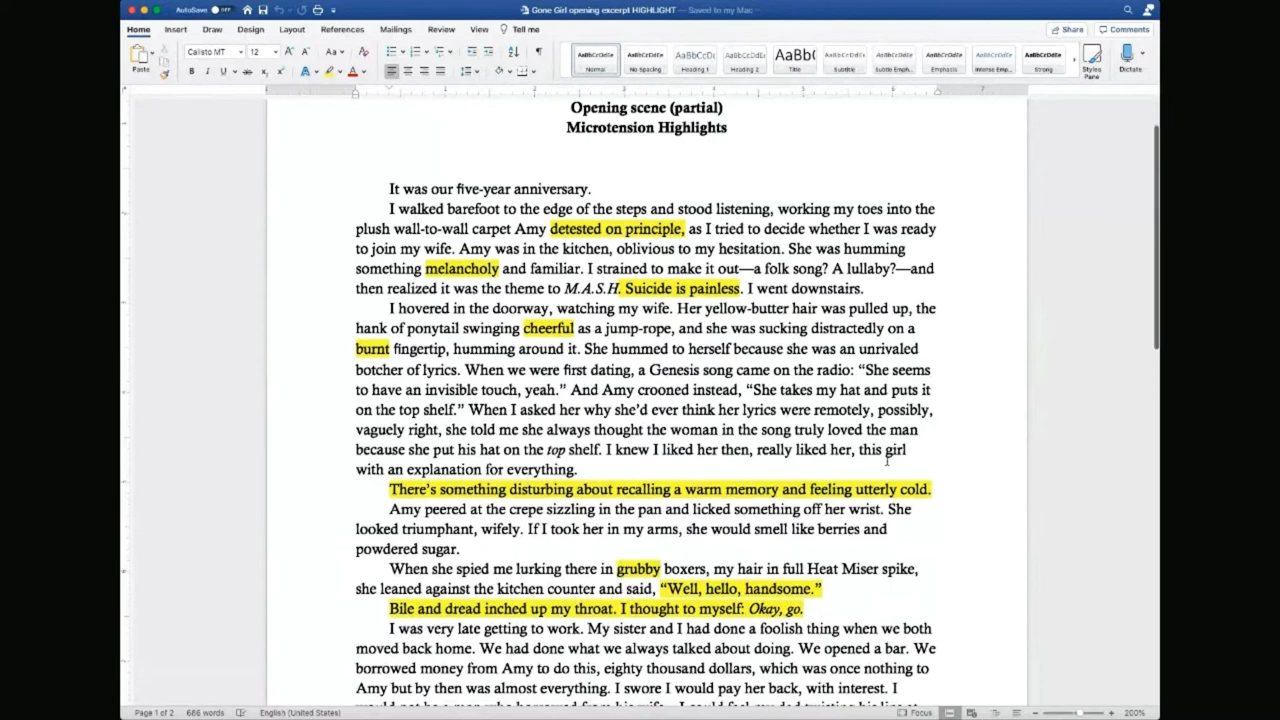 AutoSave OFF
Gone Girl opening excerpt HIGHLIGHT — Saved to my Mac
Home Insert Draw Design Layout References Mailings Review View Tell me
Share Comments
Paste
Calisto MT 12
AaBbCcDdEe AaBbCcDdEe AaBbCcDc AaBbCcDdEe AaBb( AaBbCcDdEe AaBbCcDdEe AaBbCcDdEe AaBbCcDdEe AaBbCcDdEe
Normal No Spacing Heading 1 Heading 2 Title Subtitle Subtle Emph... Emphasis Intense Emp... Strong
Styles Pane
Dictate
Opening scene (partial)
Microtension Highlights
It was our five-year anniversary.
I walked barefoot to the edge of the steps and stood listening, working my toes into the
plush wall-to-wall carpet Amy detested on principle, as I tried to decide whether I was ready
to join my wife. Amy was in the kitchen, oblivious to my hesitation. She was humming
something melancholy and familiar. I strained to make it out—a folk song? A lullaby?—and
then realized it was the theme to M.A.S.H. Suicide is painless. I went downstairs.
I hovered in the doorway, watching my wife. Her yellow-butter hair was pulled up, the
hank of ponytail swinging cheerful as a jump-rope, and she was sucking distractedly on a
burnt fingertip, humming around it. She hummed to herself because she was an unrivaled
botcher of lyrics. When we were first dating, a Genesis song came on the radio: “She seems
to have an invisible touch, yeah.” And Amy crooned instead, “She takes my hat and puts it
on the top shelf.” When I asked her why she’d ever think her lyrics were remotely, possibly,
vaguely right, she told me she always thought the woman in the song truly loved the man
because she put his hat on the top shelf. I knew I liked her then, really liked her, this girl
with an explanation for everything.
There’s something disturbing about recalling a warm memory and feeling utterly cold.
Amy peered at the crepe sizzling in the pan and licked something off her wrist. She
looked triumphant, wifely. If I took her in my arms, she would smell like berries and
powdered sugar.
When she spied me lurking there in grubby boxers, my hair in full Heat Miser spike,
she leaned against the kitchen counter and said, “Well, hello, handsome.”
Bile and dread inched up my throat. I thought to myself: Okay, go.
I was very late getting to work. My sister and I had done a foolish thing when we both
moved back home. We had done what we always talked about doing. We opened a bar. We
borrowed money from Amy to do this, eighty thousand dollars, which was once nothing to
Amy but by then was almost everything. I swore I would pay her back, with interest. I
Page 1 of 2 686 words English (United States) Focus 200%